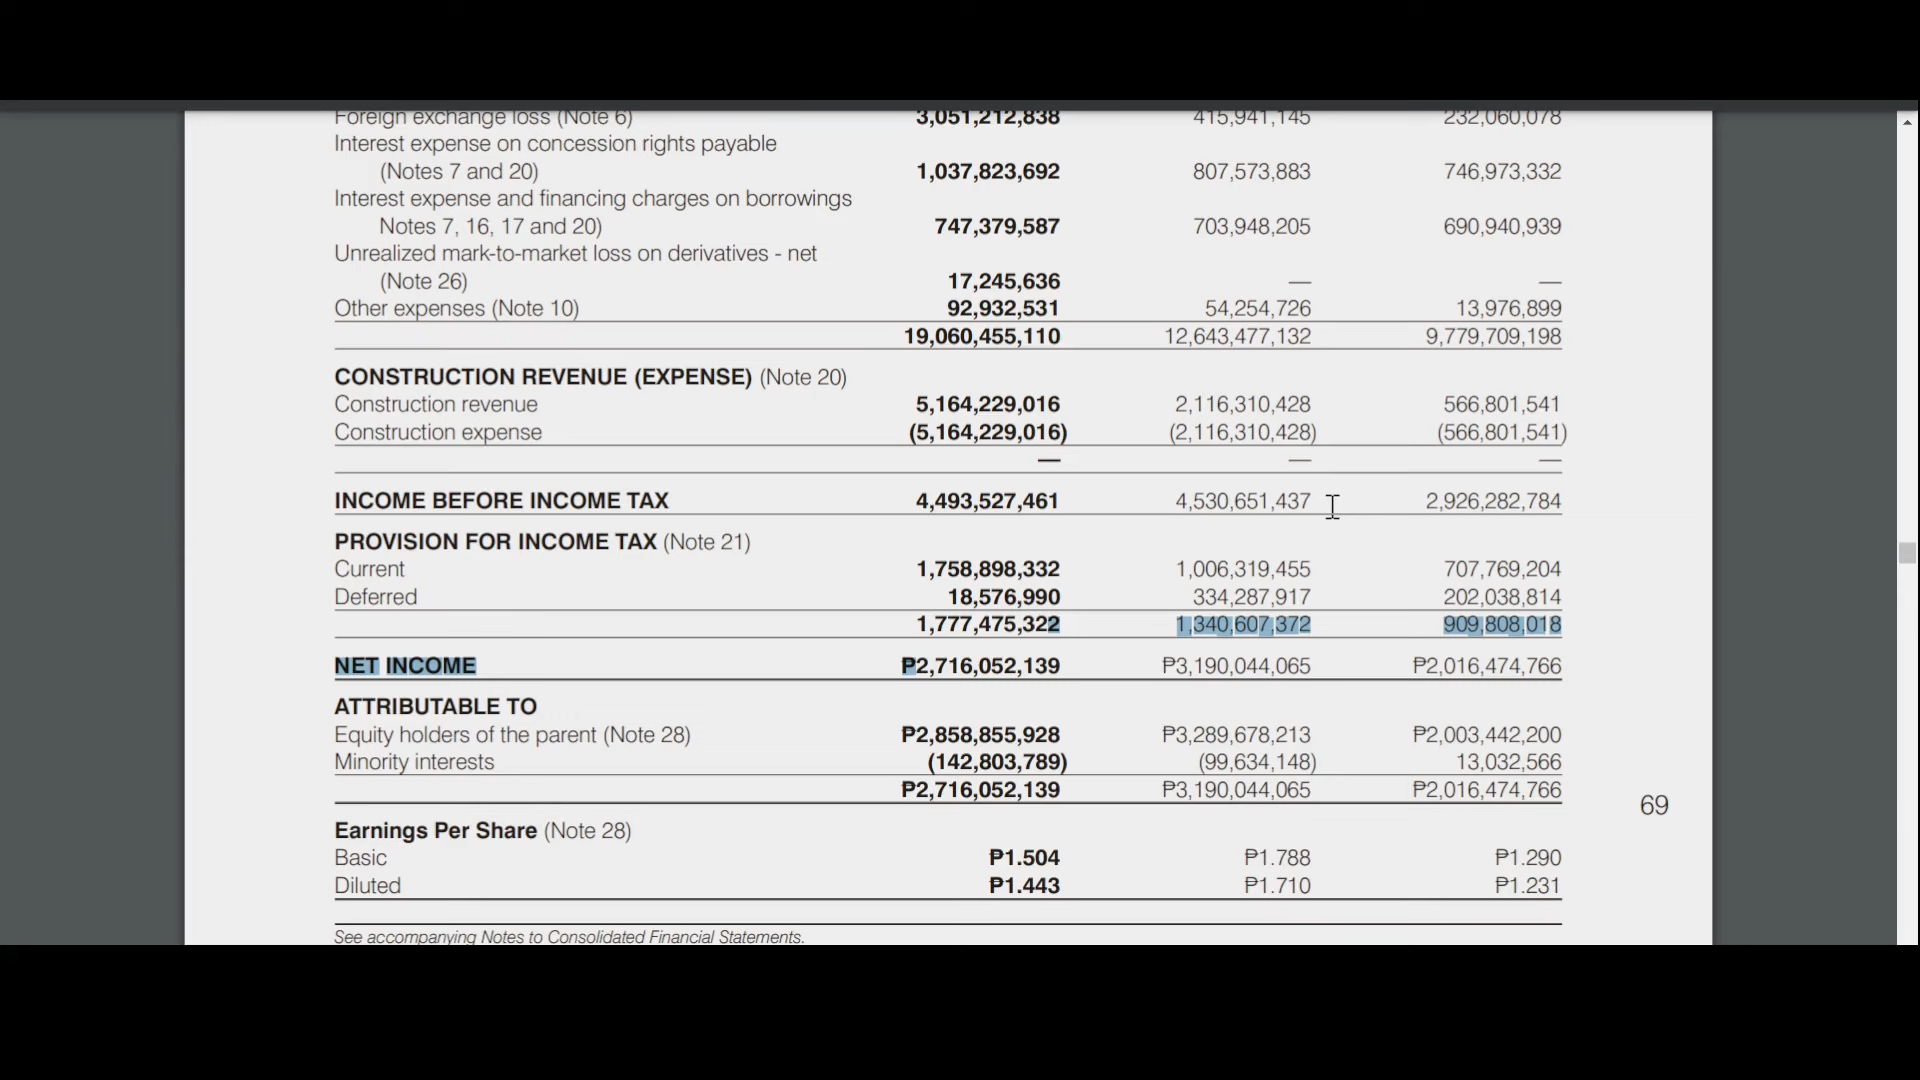 Foreign exchange loss (Note 6) 3,051,212,838 415,941,145 232,060,078
Interest expense on concession rights payable
(Notes 7 and 20) 1,037,823,692 807,573,883 746,973,332
Interest expense and financing charges on borrowings
Notes 7, 16, 17 and 20) 747,379,587 703,948,205 690,940,939
Unrealized mark-to-market loss on derivatives - net
(Note 26) 17,245,636 — —
Other expenses (Note 10) 92,932,531 54,254,726 13,976,899
19,060,455,110 12,643,477,132 9,779,709,198
CONSTRUCTION REVENUE (EXPENSE) (Note 20)
Construction revenue 5,164,229,016 2,116,310,428 566,801,541
Construction expense (5,164,229,016) (2,116,310,428) (566,801,541)
— — —
INCOME BEFORE INCOME TAX 4,493,527,461 4,530,651,437 2,926,282,784
PROVISION FOR INCOME TAX (Note 21)
Current 1,758,898,332 1,006,319,455 707,769,204
Deferred 18,576,990 334,287,917 202,038,814
1,777,475,322 1,340,607,372 909,808,018
NET INCOME ₱2,716,052,139 ₱3,190,044,065 ₱2,016,474,766
ATTRIBUTABLE TO
Equity holders of the parent (Note 28) ₱2,858,855,928 ₱3,289,678,213 ₱2,003,442,200
Minority interests (142,803,789) (99,634,148) 13,032,566
₱2,716,052,139 ₱3,190,044,065 ₱2,016,474,766
69
Earnings Per Share (Note 28)
Basic ₱1.504 ₱1.788 ₱1.290
Diluted ₱1.443 ₱1.710 ₱1.231
See accompanying Notes to Consolidated Financial Statements.